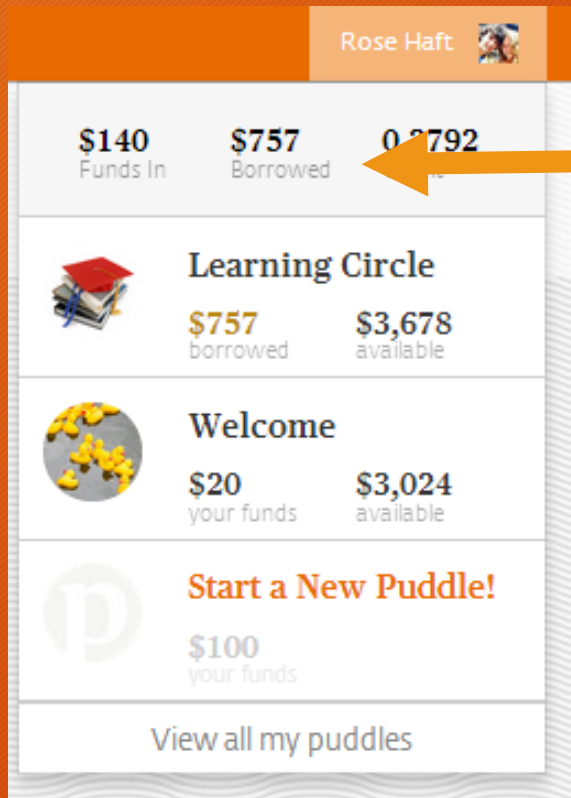 Rose Haft
$140 $757
Funds In Borrowed
Learning Circle
$757 $3,678
borrowed available
Welcome
$20 $3,024
your funds available
p
Start a New Puddle!
$100
your funds
View all my puddles